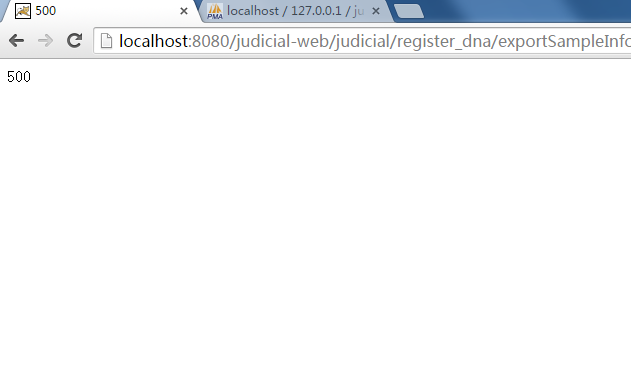 500
localhost / 127.0.0.1 / ju
localhost:8080/judicial-web/judicial/register_dna/exportSampleInfo
500